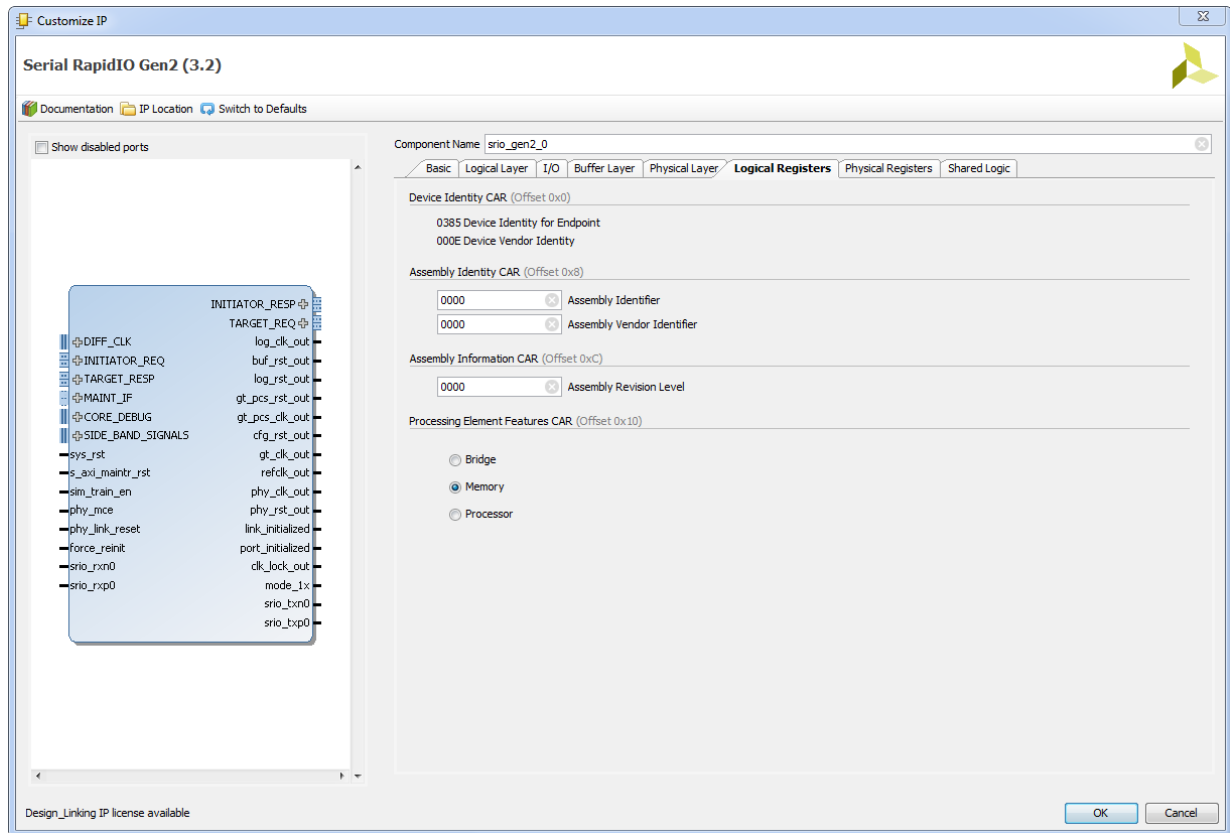 Customize IP
Serial RapidIO Gen2 (3.2)
Documentation IP Location Switch to Defaults
Show disabled ports
INITIATOR_RESP
TARGET_REQ
DIFF_CLK log_clk_out
INITIATOR_REQ buf_rst_out
TARGET_RESP log_rst_out
MAINT_IF gt_pcs_rst_out
CORE_DEBUG gt_pcs_clk_out
SIDE_BAND_SIGNALS cfg_rst_out
sys_rst gt_clk_out
s_axi_maintr_rst refclk_out
sim_train_en phy_clk_out
phy_mce phy_rst_out
phy_link_reset link_initialized
force_reinit port_initialized
srio_rxn0 clk_lock_out
srio_rxp0 mode_1x
srio_txn0
srio_txp0
Component Name srio_gen2_0
Basic Logical Layer I/O Buffer Layer Physical Layer Logical Registers Physical Registers Shared Logic
Device Identity CAR (Offset 0x0)
0385 Device Identity for Endpoint
000E Device Vendor Identity
Assembly Identity CAR (Offset 0x8)
0000 Assembly Identifier
0000 Assembly Vendor Identifier
Assembly Information CAR (Offset 0xC)
0000 Assembly Revision Level
Processing Element Features CAR (Offset 0x10)
Bridge
Memory
Processor
Design_Linking IP license available
OK Cancel